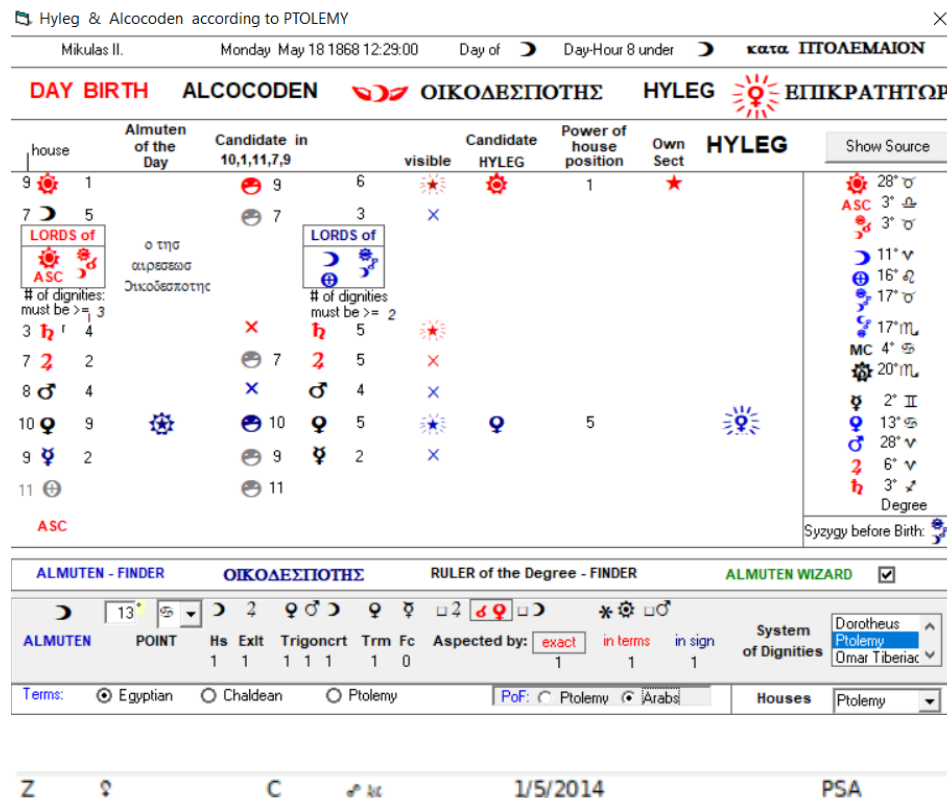 Hyleg & Alcocoden according to PTOLEMY
Mikulas II. Monday May 18 1868 12:29:00 Day of ☽ Day-Hour 8 under ☽ κατα ΠΤΟΛΕΜΑΙΟΝ
DAY BIRTH ALCOCODEN ΟΙΚΟΔΕΣΠΟΤΗΣ HYLEG ΕΠΙΚΡΑΤΗΤΩΡ
house Almuten of the Day Candidate in 10,1,11,7,9 visible Candidate HYLEG Power of house position Own Sect HYLEG Show Source
9 ☉ 1 9 6 1 ★ ☉ 28° ♉
ASC 3° ♎
7 ☽ 5 7 3 X 3° ♉
LORDS of LORDS of
ο τησ ☽ 11° ♈
ASC αιρεσεωσ ⊕ ⊕ 16° ♌
# of dignities: Οικοδεσποτης # of dignities 17° ♉
must be >= 3 must be >= 2
3 ♄ r 4 X ♄ 5 17° ♏
MC 4° ♋
7 ♃ 2 7 ♃ 5 X 20° ♏
8 ♂ 4 X ♂ 4 X ☿ 2° ♊
10 ♀ 9 10 ♀ 5 ♀ 5 ♀ ♀ 13° ♋
♂ 28° ♈
9 ☿ 2 9 ☿ 2 X ♃ 6° ♈
11 ⊕ 11 ♄ 3° ♐
Degree
ASC Syzygy before Birth:
ALMUTEN - FINDER ΟΙΚΟΔΕΣΠΟΤΗΣ RULER of the Degree - FINDER ALMUTEN WIZARD
☽ 13° ♋ ☽ ♃ ♀ ♂ ☽ ♀ ☿ □ ♃ ☌ ♀ □ ☽ ⚹ ☉ □ ♂
ALMUTEN POINT Hs Exlt Trigoncrt Trm Fc Aspected by: exact in terms in sign System of Dignities Dorotheus
Ptolemy
Omar Tiberiac
1 1 1 1 1 1 0 1 1 1
Terms: Egyptian Chaldean Ptolemy PoF: Ptolemy Arabs Houses Ptolemy
Z ♀ C ☍ Asc 1/5/2014 PSA